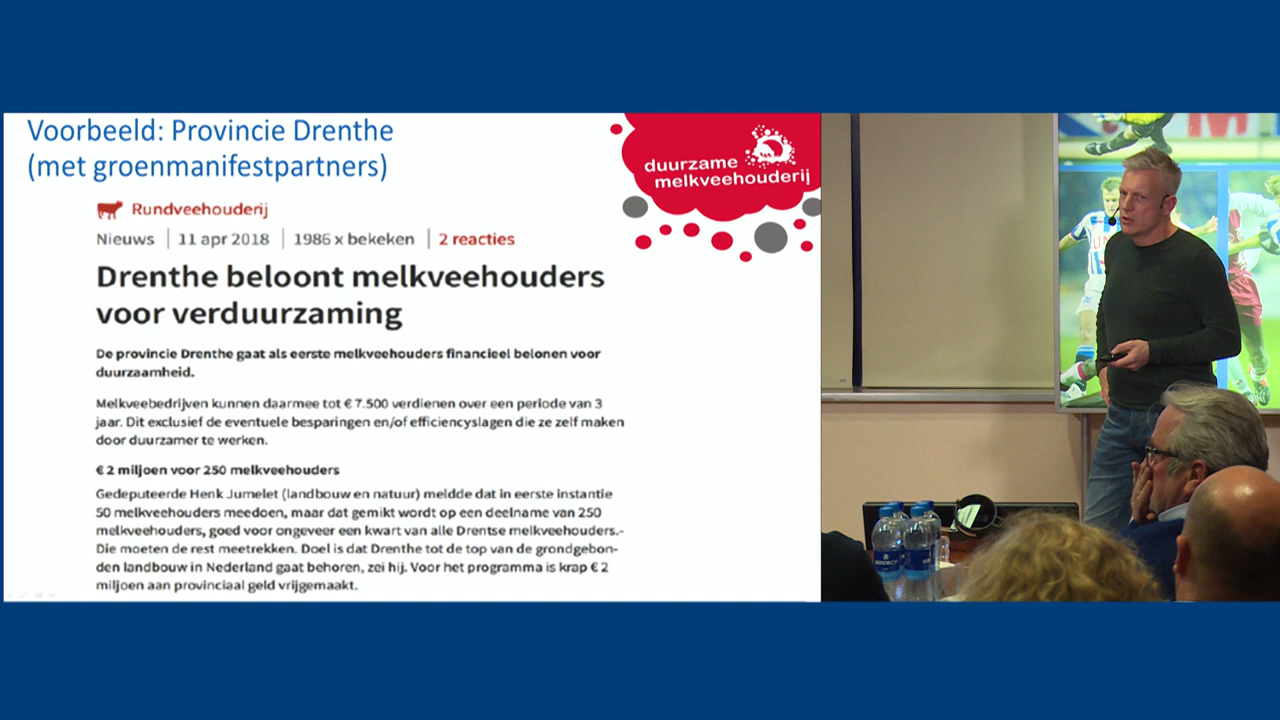 Voorbeeld: Provincie Drenthe
(met groenmanifestpartners)
duurzame
melkveehouderij
Rundveehouderij
Nieuws | 11 apr 2018 | 1986 x bekeken | 2 reacties
Drenthe beloont melkveehouders
voor verduurzaming
De provincie Drenthe gaat als eerste melkveehouders financieel belonen voor
duurzaamheid.
Melkveebedrijven kunnen daarmee tot € 7.500 verdienen over een periode van 3
jaar. Dit exclusief de eventuele besparingen en/of efficiencyslagen die ze zelf maken
door duurzamer te werken.
€ 2 miljoen voor 250 melkveehouders
Gedeputeerde Henk Jumelet (landbouw en natuur) meldde dat in eerste instantie
50 melkveehouders meedoen, maar dat gemikt wordt op een deelname van 250
melkveehouders, goed voor ongeveer een kwart van alle Drentse melkveehouders.-
Die moeten de rest meetrekken. Doel is dat Drenthe tot de top van de grondgebon-
den landbouw in Nederland gaat behoren, zei hij. Voor het programma is krap € 2
miljoen aan provinciaal geld vrijgemaakt.